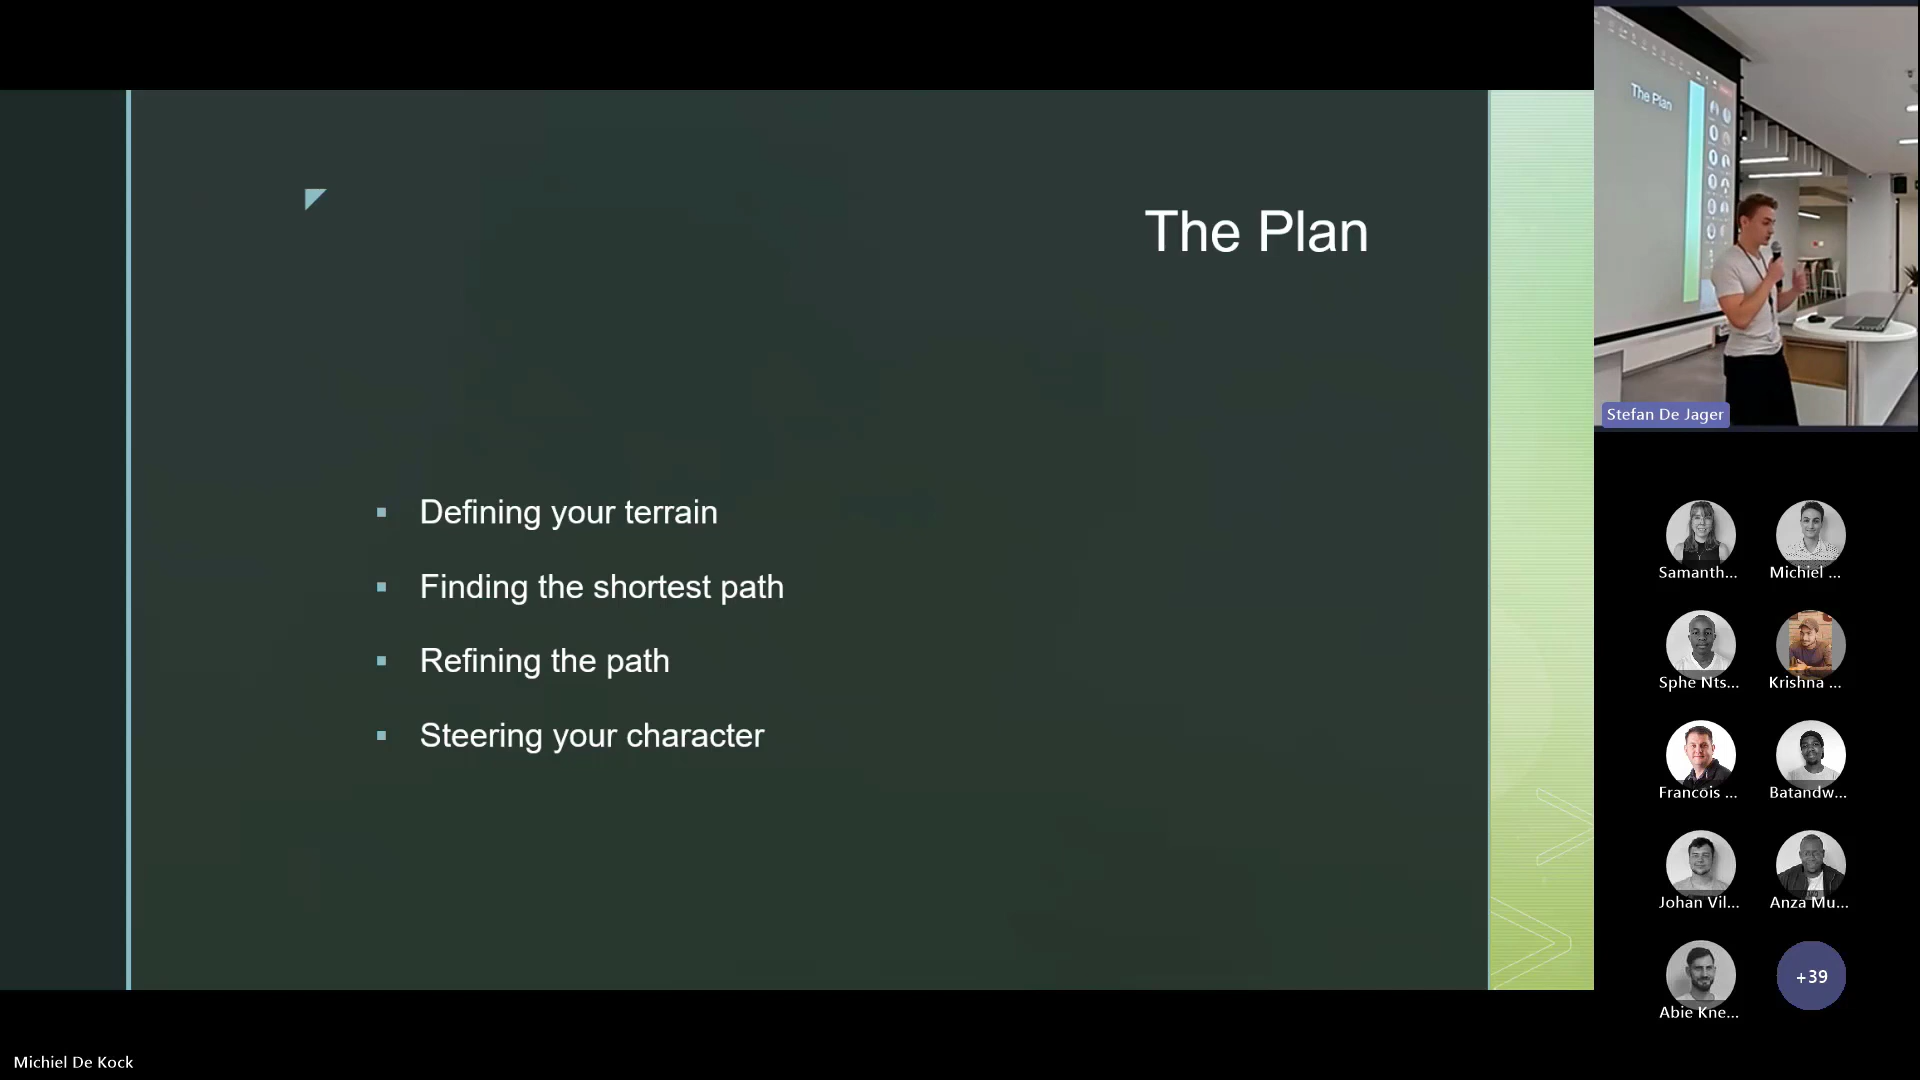 The Plan
Defining your terrain
Finding the shortest path
Refining the path
Steering your character
The Plan
Stefan De Jager
Samanth...
Michiel ...
Sphe Nts...
Krishna ...
Francois ...
Batandw...
Johan Vil...
Anza Mu...
Abie Kne...
+39
Michiel De Kock